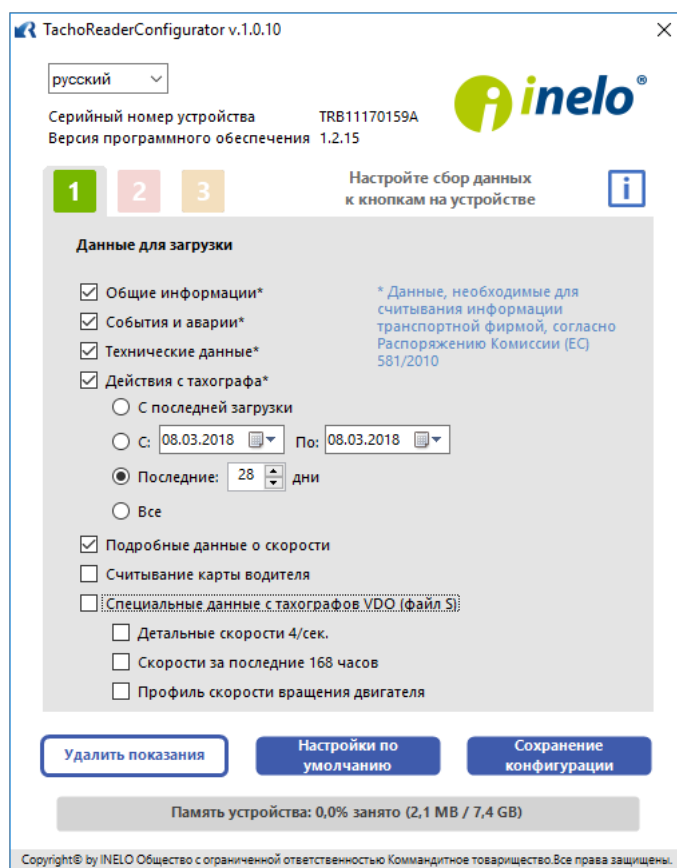 TachoReaderConfigurator v.1.0.10
русский
inelo®
Серийный номер устройства TRB11170159A
Версия программного обеспечения 1.2.15
1 2 3
Настройте сбор данных
к кнопкам на устройстве
i
Данные для загрузки
Общие информации*
События и аварии*
Технические данные*
Действия с тахографа*
* Данные, необходимые для
считывания информации
транспортной фирмой, согласно
Распоряжению Комиссии (ЕС)
581/2010
С последней загрузки
С: 08.03.2018 По: 08.03.2018
Последние: 28 дни
Все
Подробные данные о скорости
Считывание карты водителя
Специальные данные с тахографов VDO (файл S)
Детальные скорости 4/сек.
Скорости за последние 168 часов
Профиль скорости вращения двигателя
Удалить показания
Настройки по
умолчанию
Сохранение
конфигурации
Память устройства: 0,0% занято (2,1 MB / 7,4 GB)
Copyright© by INELO Общество с ограниченной ответственностью Коммандитное товарищество.Все права защищены.